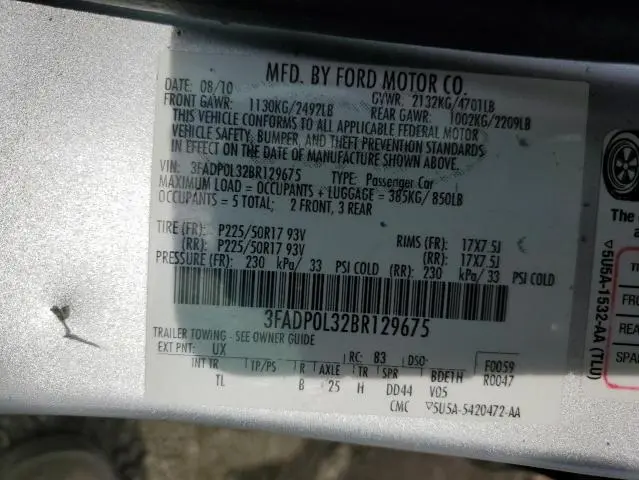 MFD. BY FORD MOTOR CO.
DATE: 08/10
GVWR: 2132KG/4701LB
FRONT GAWR: 1130KG/2492LB
REAR GAWR: 1002KG/2209LB
THIS VEHICLE CONFORMS TO ALL APPLICABLE FEDERAL MOTOR
VEHICLE SAFETY, BUMPER, AND THEFT PREVENTION STANDARDS
IN EFFECT ON THE DATE OF MANUFACTURE SHOWN ABOVE.
VIN: 3FADP0L32BR129675 TYPE: Passenger Car
MAXIMUM LOAD = OCCUPANTS + LUGGAGE = 385KG/850LB
OCCUPANTS = 5 TOTAL; 2 FRONT, 3 REAR
TIRE (FR): P225/50R17 93V RIMS (FR): 17X7.5J
(RR): P225/50R17 93V (RR): 17X7.5J
PRESSURE (FR): 230 kPa/ 33 PSI COLD (RR): 230 kPa/ 33 PSI COLD
3FADP0L32BR129675
TRAILER TOWING - SEE OWNER GUIDE
EXT PNT: UX RC: 83 DSO: F0059
INT TR TP/PS R AXLE TR SPR BDETH R0047
TL B 25 H DD44 V05
CMC ▽5U5A-5420472-AA
The
▽5U5A-1532-AA (TLU)
FRO
REA
SPA